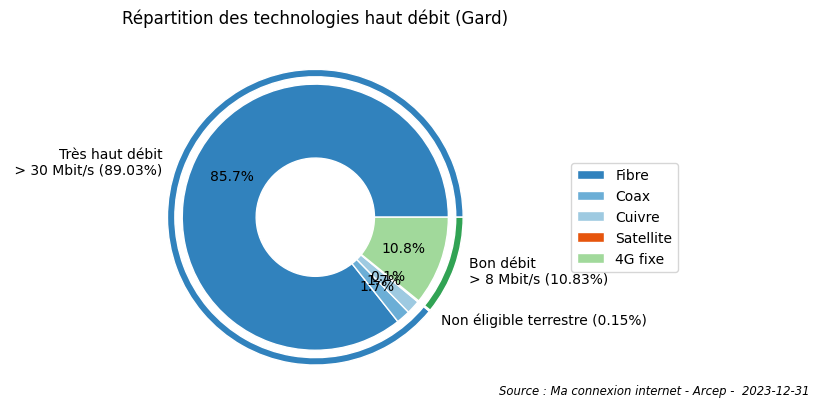 Répartition des technologies haut débit (Gard)
Très haut débit
> 30 Mbit/s (89.03%)
85.7%
Fibre
Coax
Cuivre
Satellite
4G fixe
10.8%
0.1%
1.7%
1.7%
Bon débit
> 8 Mbit/s (10.83%)
Non éligible terrestre (0.15%)
Source : Ma connexion internet - Arcep -  2023-12-31